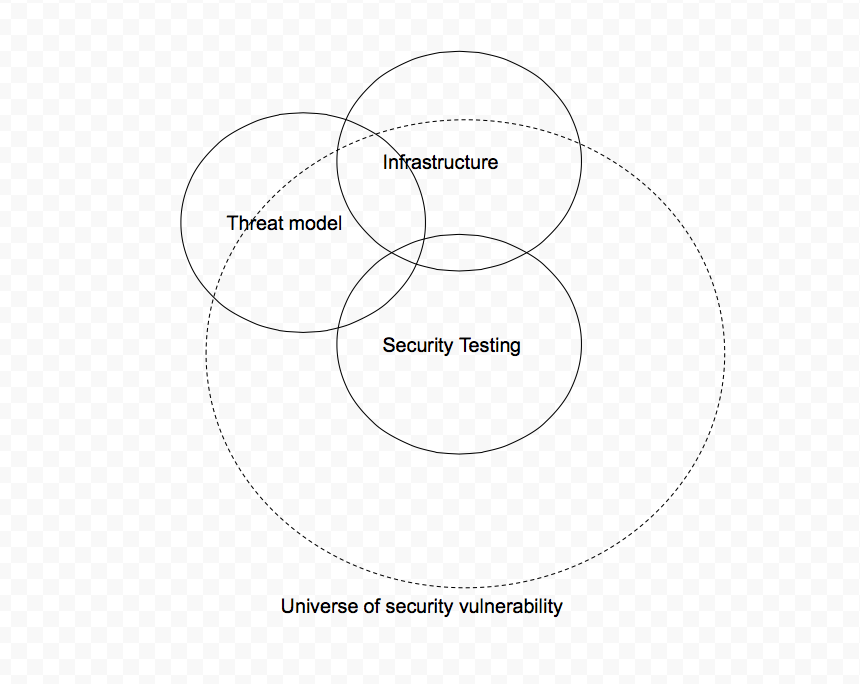 Infrastructure
Threat model
Security Testing
Universe of security vulnerability